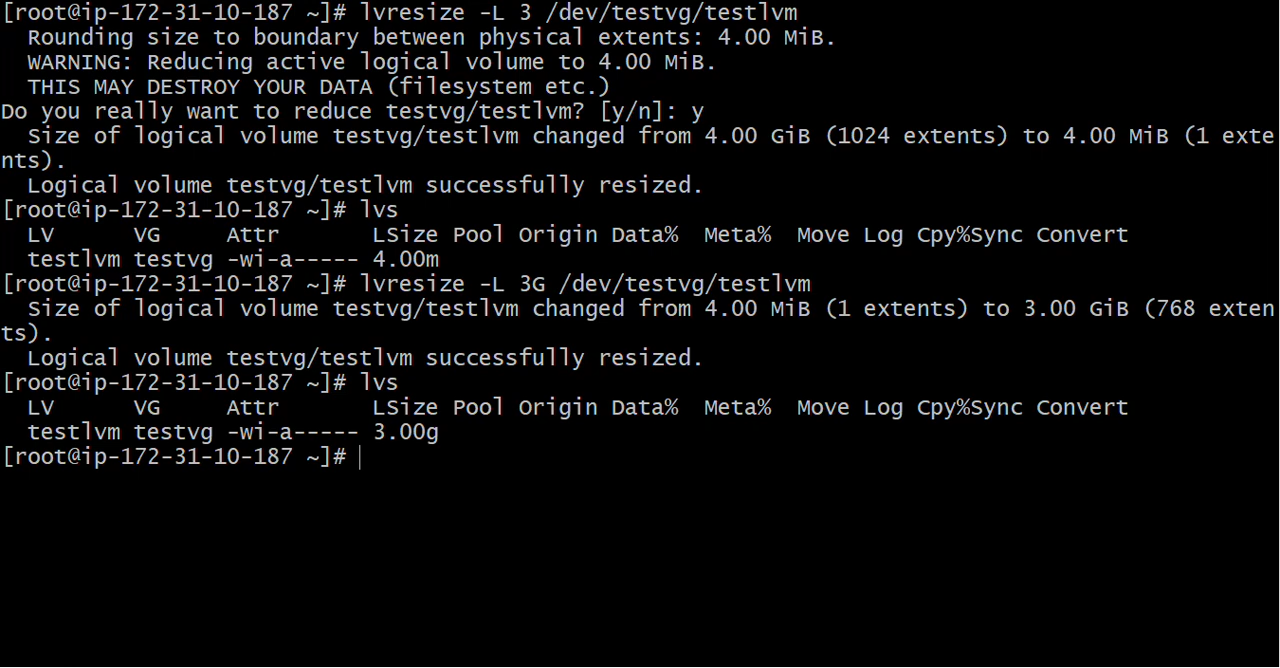 [root@ip-172-31-10-187 ~]# lvresize -L 3 /dev/testvg/testlvm
  Rounding size to boundary between physical extents: 4.00 MiB.
  WARNING: Reducing active logical volume to 4.00 MiB.
  THIS MAY DESTROY YOUR DATA (filesystem etc.)
Do you really want to reduce testvg/testlvm? [y/n]: y
  Size of logical volume testvg/testlvm changed from 4.00 GiB (1024 extents) to 4.00 MiB (1 exte
nts).
  Logical volume testvg/testlvm successfully resized.
[root@ip-172-31-10-187 ~]# lvs
  LV      VG     Attr       LSize Pool Origin Data%  Meta%  Move Log Cpy%Sync Convert
  testlvm testvg -wi-a----- 4.00m
[root@ip-172-31-10-187 ~]# lvresize -L 3G /dev/testvg/testlvm
  Size of logical volume testvg/testlvm changed from 4.00 MiB (1 extents) to 3.00 GiB (768 exten
ts).
  Logical volume testvg/testlvm successfully resized.
[root@ip-172-31-10-187 ~]# lvs
  LV      VG     Attr       LSize Pool Origin Data%  Meta%  Move Log Cpy%Sync Convert
  testlvm testvg -wi-a----- 3.00g
[root@ip-172-31-10-187 ~]#